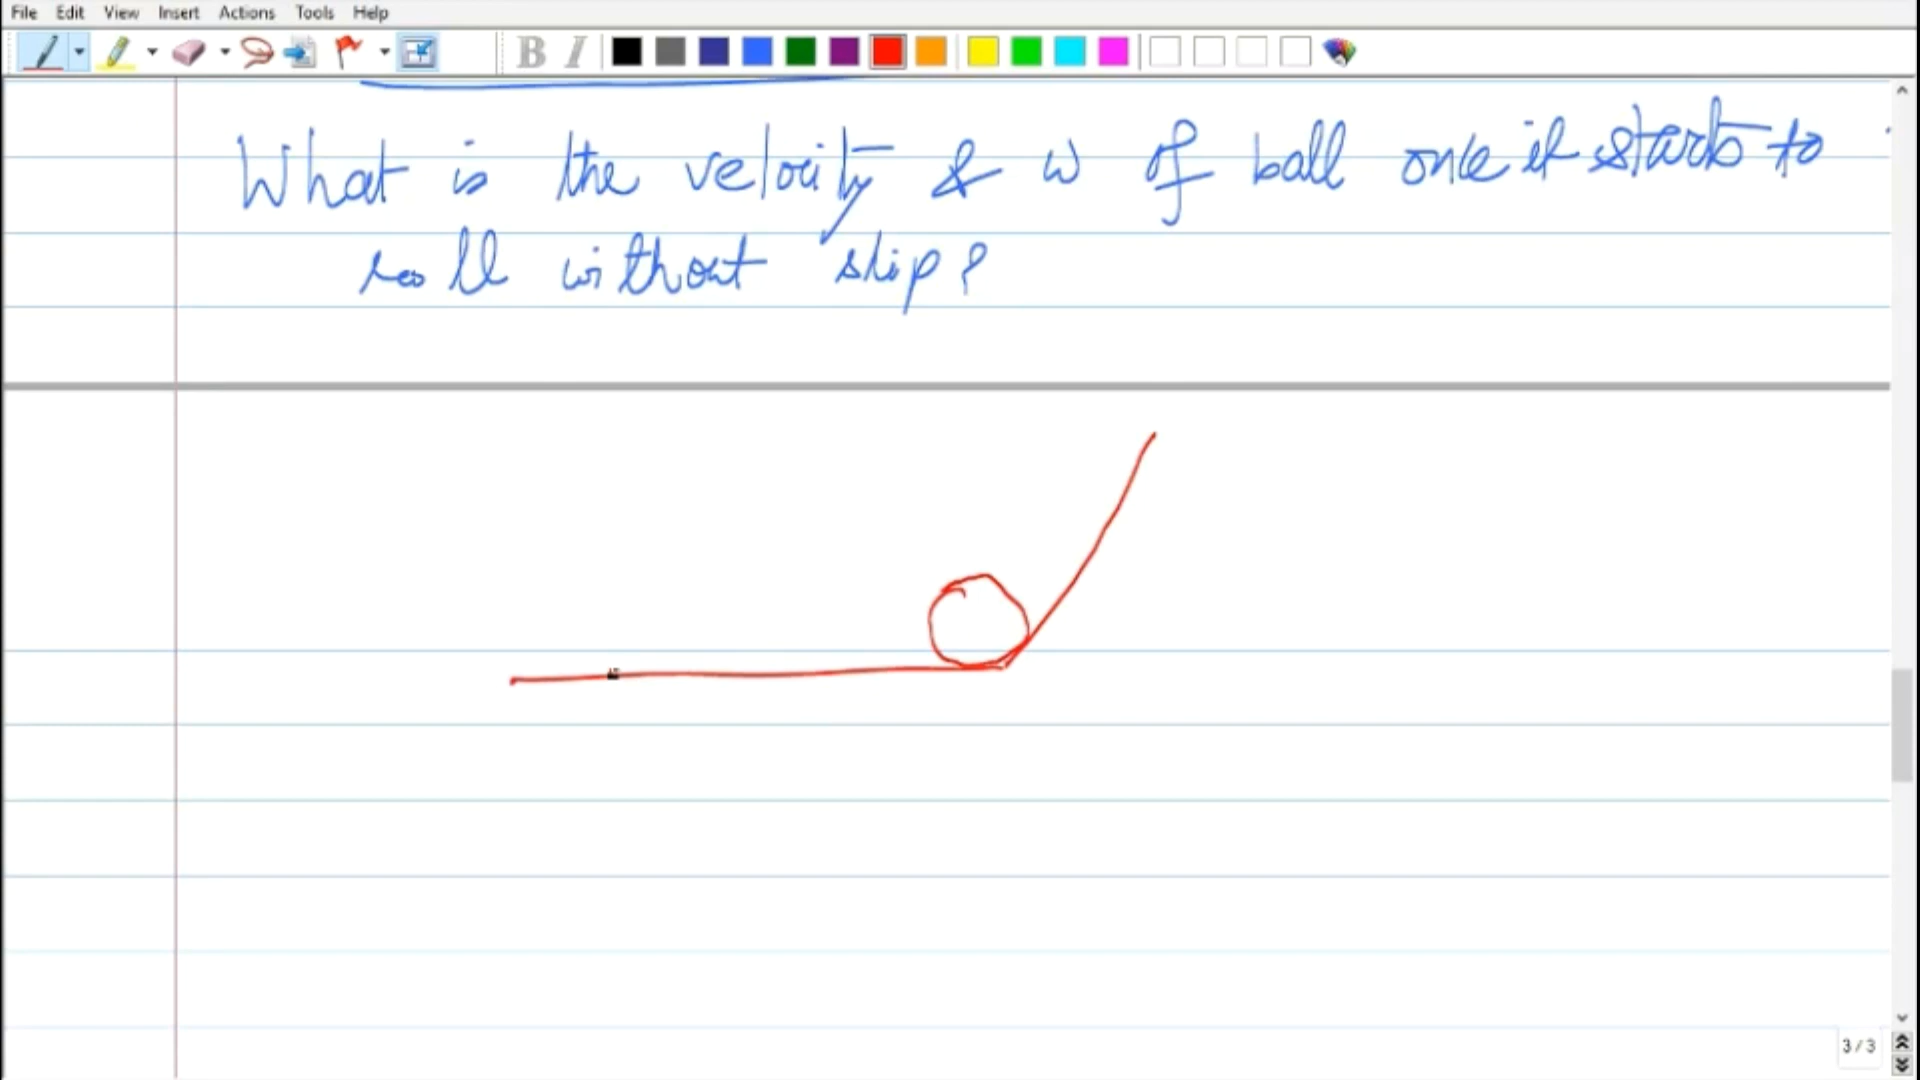 File Edit View Insert Actions Tools Help
B I
What is the velocity & ω of ball once it starts to
roll without slip?
3/3